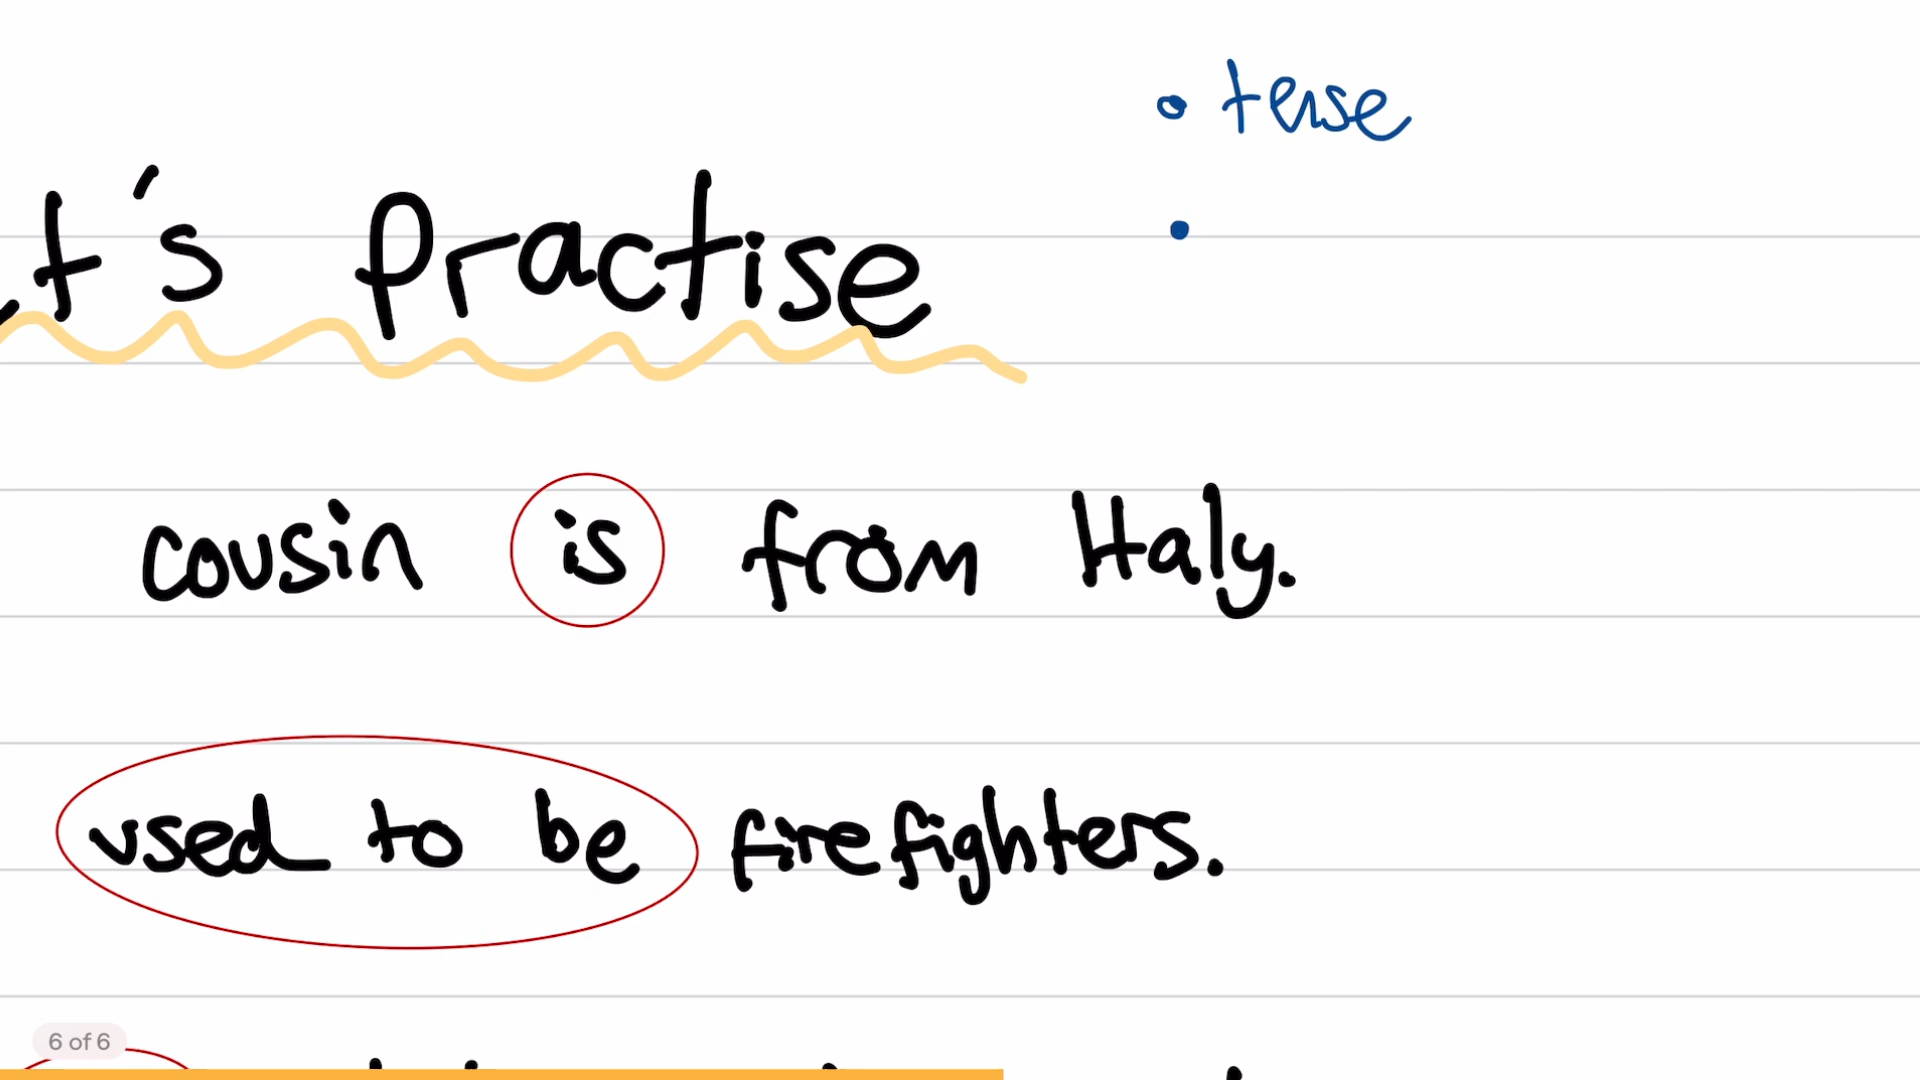 • tense
t's Practise
•
cousin is from Italy.
used to be firefighters.
6 of 6